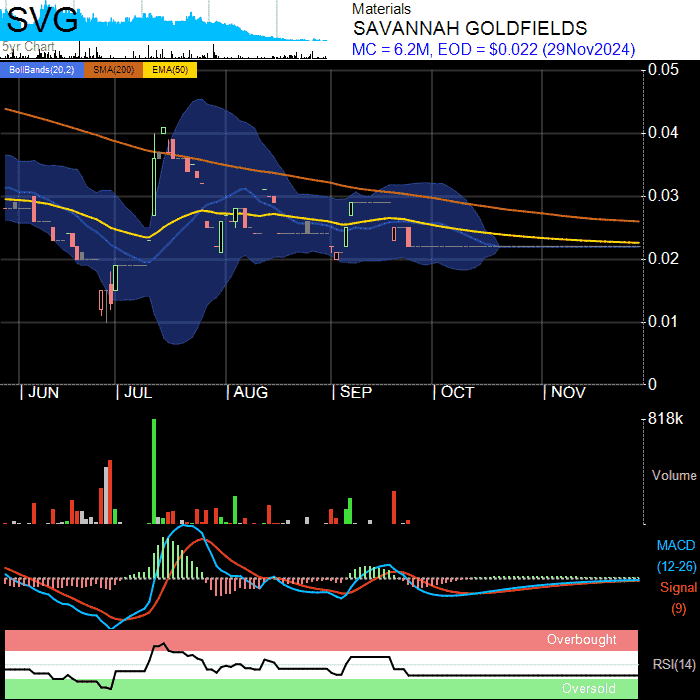 SVG
5yr Chart
Materials
SAVANNAH GOLDFIELDS
MC = 6.2M, EOD = $0.022 (29Nov2024)
BollBands(20,2) SMA(200) EMA(50)
0.05
0.04
0.03
0.02
0.01
0
JUN JUL AUG SEP OCT NOV
818k
Volume
MACD
(12-26)
Signal
(9)
Overbought
RSI(14)
Oversold